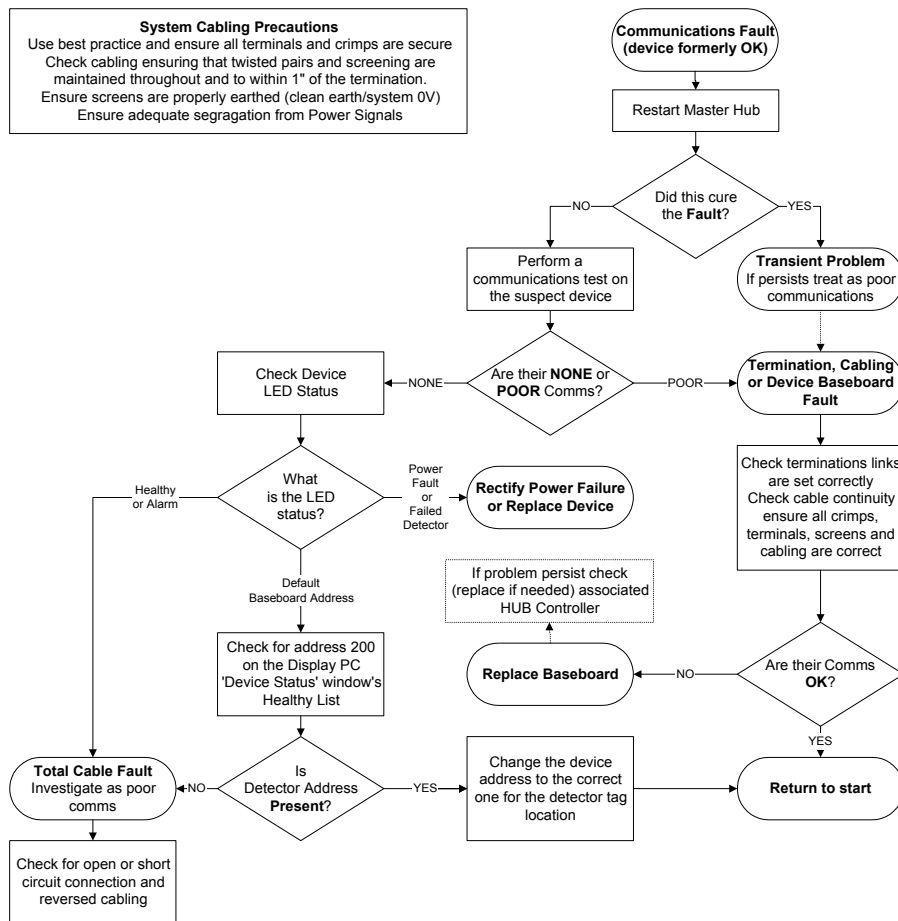 System Cabling Precautions
Use best practice and ensure all terminals and crimps are secure
Check cabling ensuring that twisted pairs and screening are
maintained throughout and to within 1" of the termination.
Ensure screens are properly earthed (clean earth/system 0V)
Ensure adequate segragation from Power Signals
Communications Fault
(device formerly OK)
Restart Master Hub
Did this cure
the Fault?
NO
YES
Perform a
communications test on
the suspect device
Transient Problem
If persists treat as poor
communications
Check Device
LED Status
NONE
Are their NONE or
POOR Comms?
POOR
Termination, Cabling
or Device Baseboard
Fault
What
is the LED
status?
Healthy
or Alarm
Power
Fault
or
Failed
Detector
Rectify Power Failure
or Replace Device
Check terminations links
are set correctly
Check cable continuity
ensure all crimps,
terminals, screens and
cabling are correct
Default
Baseboard Address
If problem persist check
(replace if needed) associated
HUB Controller
Check for address 200
on the Display PC
'Device Status' window's
Healthy List
Replace Baseboard
NO
Are their Comms
OK?
YES
Total Cable Fault
Investigate as poor
comms
NO
Is
Detector Address
Present?
YES
Change the device
address to the correct
one for the detector tag
location
Return to start
Check for open or short
circuit connection and
reversed cabling